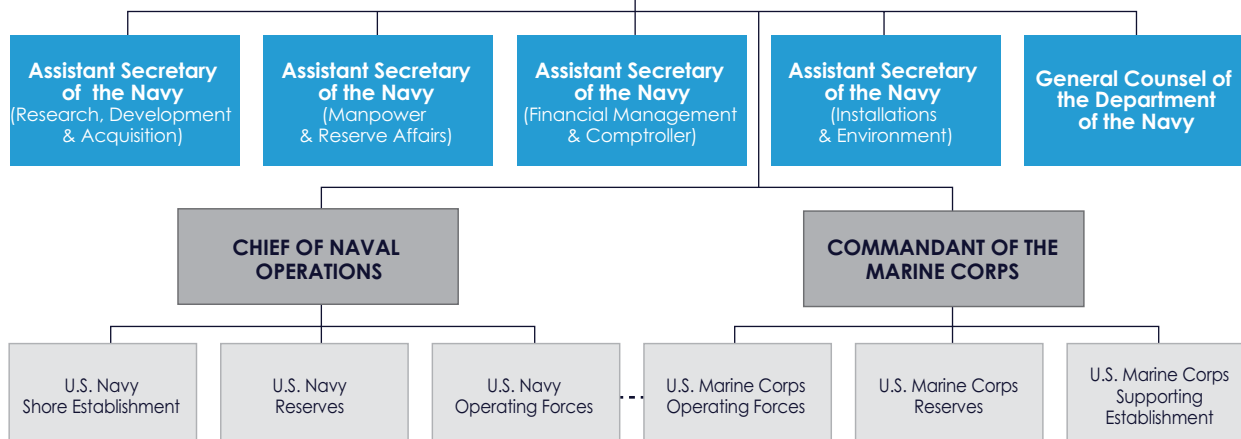 Assistant Secretary
of the Navy
(Research, Development
& Acquisition)
Assistant Secretary
of the Navy
(Manpower
& Reserve Affairs)
Assistant Secretary
of the Navy
(Financial Management
& Comptroller)
Assistant Secretary
of the Navy
(Installations
& Environment)
General Counsel of
the Department
of the Navy
CHIEF OF NAVAL
OPERATIONS
COMMANDANT OF THE
MARINE CORPS
U.S. Navy
Shore Establishment
U.S. Navy
Reserves
U.S. Navy
Operating Forces
U.S. Marine Corps
Operating Forces
U.S. Marine Corps
Reserves
U.S. Marine Corps
Supporting
Establishment